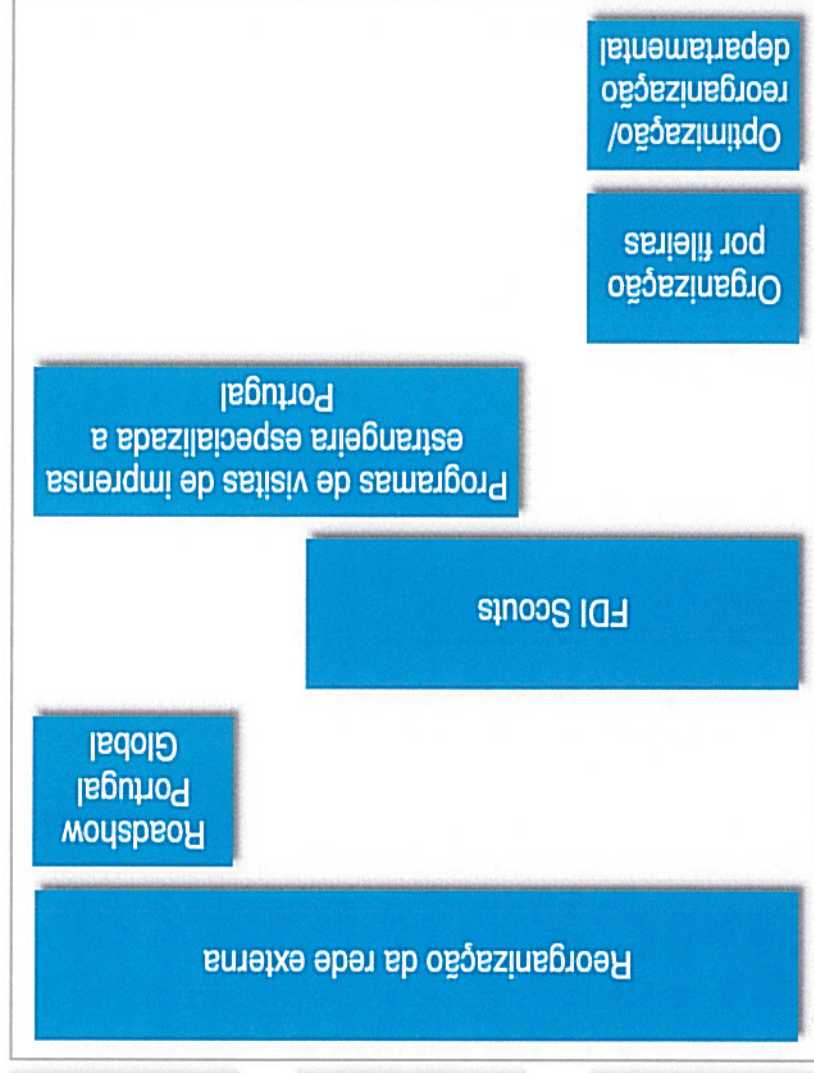 Reorganização da rede externa
Roadshow
Portugal
Global
FDI Scouts
Programas de visitas de imprensa
estrangeira especializada a
Portugal
Organização
por fileiras
Optimização/
reorganização
departamental